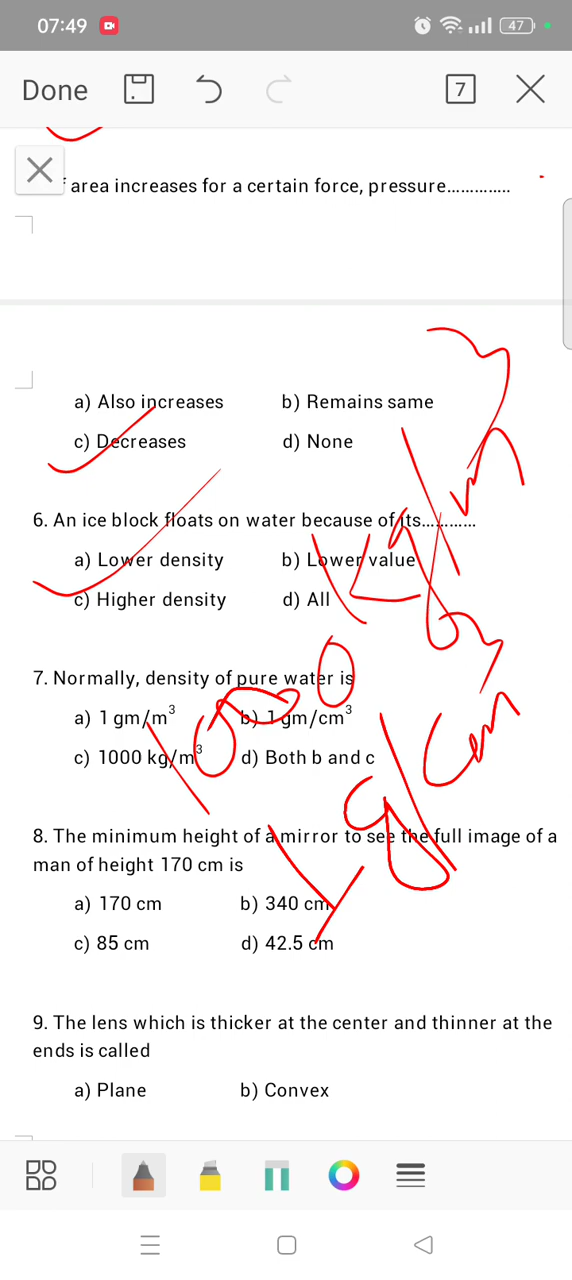 07:49
47
Done
7
area increases for a certain force, pressure..............
a) Also increases b) Remains same
c) Decreases d) None
6. An ice block floats on water because of its............
a) Lower density b) Lower value
c) Higher density d) All
7. Normally, density of pure water is
a) 1 gm/m³ b) 1 gm/cm³
c) 1000 kg/m³ d) Both b and c
1000 kg/m3
1 g/cm3
8. The minimum height of a mirror to see the full image of a
man of height 170 cm is
a) 170 cm b) 340 cm
c) 85 cm d) 42.5 cm
9. The lens which is thicker at the center and thinner at the
ends is called
a) Plane b) Convex